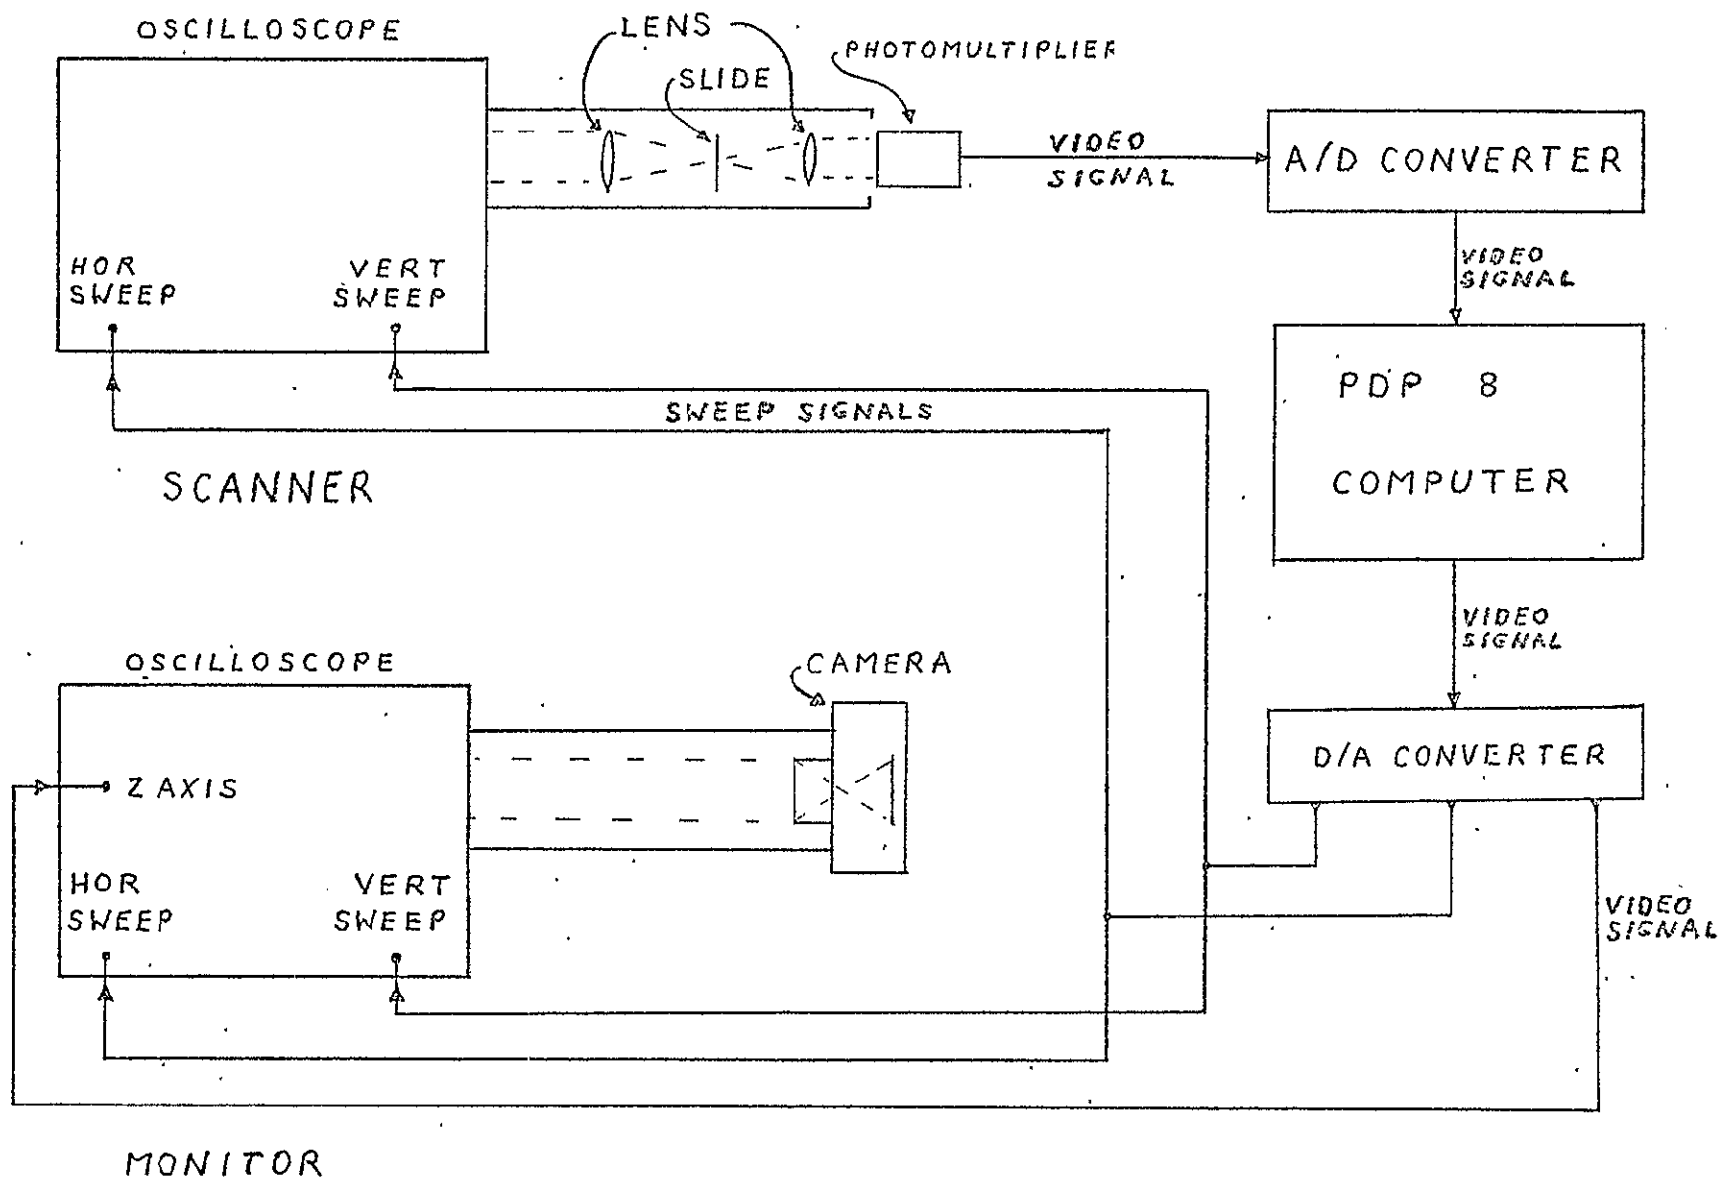 OSCILLOSCOPE
LENS
SLIDE
PHOTOMULTIPLIER
VIDEO
SIGNAL
A/D CONVERTER
HOR
SWEEP
VERT
SWEEP
VIDEO
SIGNAL
PDP 8
COMPUTER
SWEEP SIGNALS
SCANNER
VIDEO
SIGNAL
OSCILLOSCOPE
CAMERA
Z AXIS
D/A CONVERTER
HOR
SWEEP
VERT
SWEEP
VIDEO
SIGNAL
MONITOR